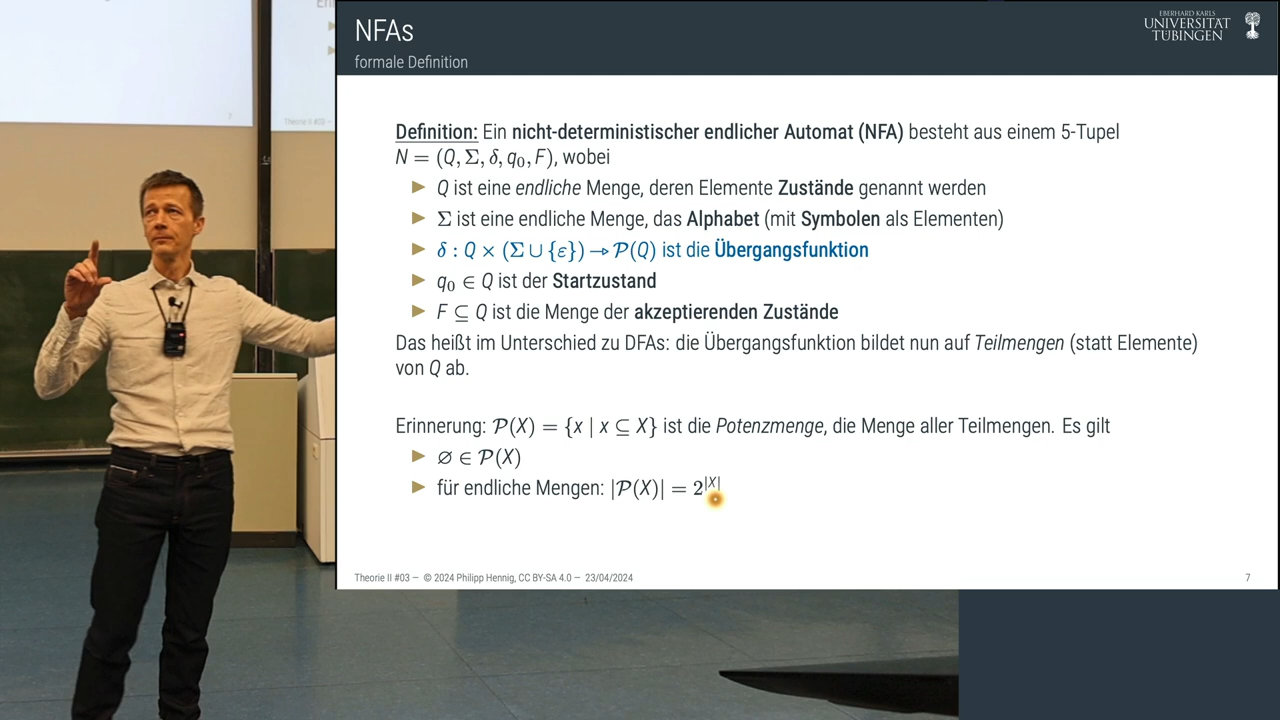 NFAs
formale Definition
EBERHARD KARLS
UNIVERSITÄT
TÜBINGEN
Definition: Ein nicht-deterministischer endlicher Automat (NFA) besteht aus einem 5-Tupel
N = (Q, Σ, δ, q₀, F), wobei
▶ Q ist eine endliche Menge, deren Elemente Zustände genannt werden
▶ Σ ist eine endliche Menge, das Alphabet (mit Symbolen als Elementen)
▶ δ : Q × (Σ ∪ {ε}) → 𝒫(Q) ist die Übergangsfunktion
▶ q₀ ∈ Q ist der Startzustand
▶ F ⊆ Q ist die Menge der akzeptierenden Zustände
Das heißt im Unterschied zu DFAs: die Übergangsfunktion bildet nun auf Teilmengen (statt Elemente)
von Q ab.
Erinnerung: 𝒫(X) = {x | x ⊆ X} ist die Potenzmenge, die Menge aller Teilmengen. Es gilt
▶ ∅ ∈ 𝒫(X)
▶ für endliche Mengen: |𝒫(X)| = 2^|X|
Theorie II #03 — © 2024 Philipp Hennig, CC BY-SA 4.0 — 23/04/2024
7
7
Theorie II #03 —